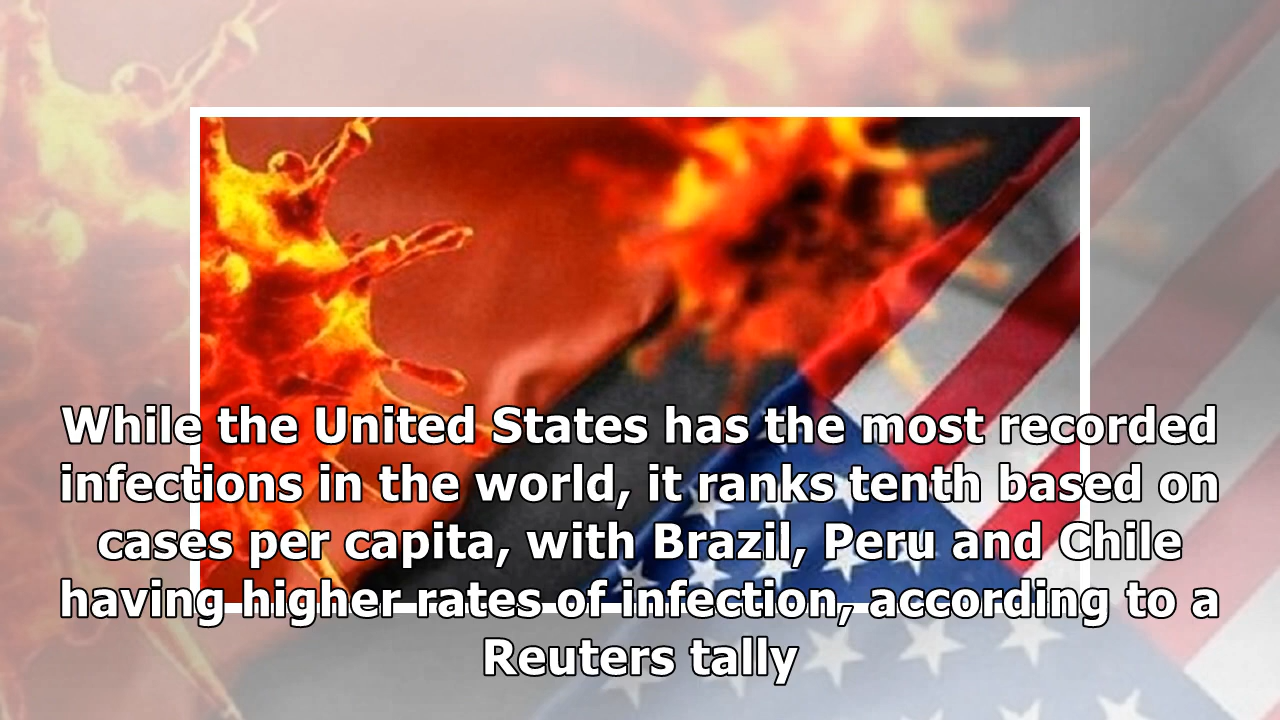 While the United States has the most recorded
infections in the world, it ranks tenth based on
cases per capita, with Brazil, Peru and Chile
having higher rates of infection, according to a
Reuters tally